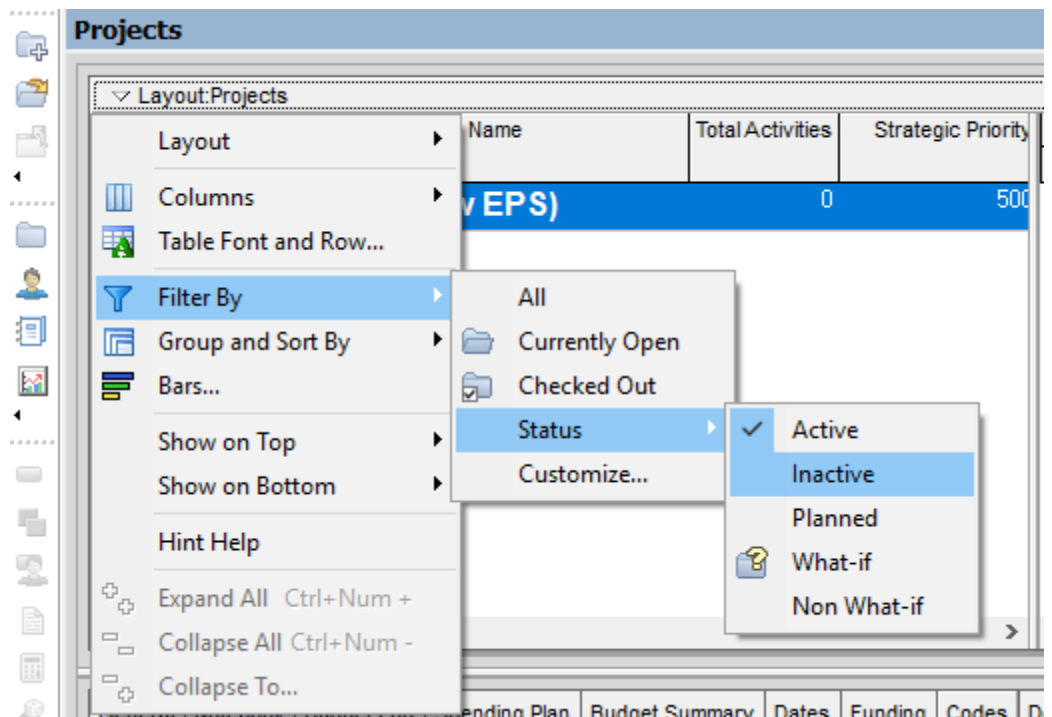 Projects
Layout:Projects
Name
Total Activities
Strategic Priority
EPS)
0
500
Layout
Columns
Table Font and Row...
Filter By
Group and Sort By
Bars...
Show on Top
Show on Bottom
Hint Help
Expand All Ctrl+Num +
Collapse All Ctrl+Num -
Collapse To...
All
Currently Open
Checked Out
Status
Customize...
Active
Inactive
Planned
What-if
Non What-if
Plan
Budget Summary
Dates
Funding
Codes